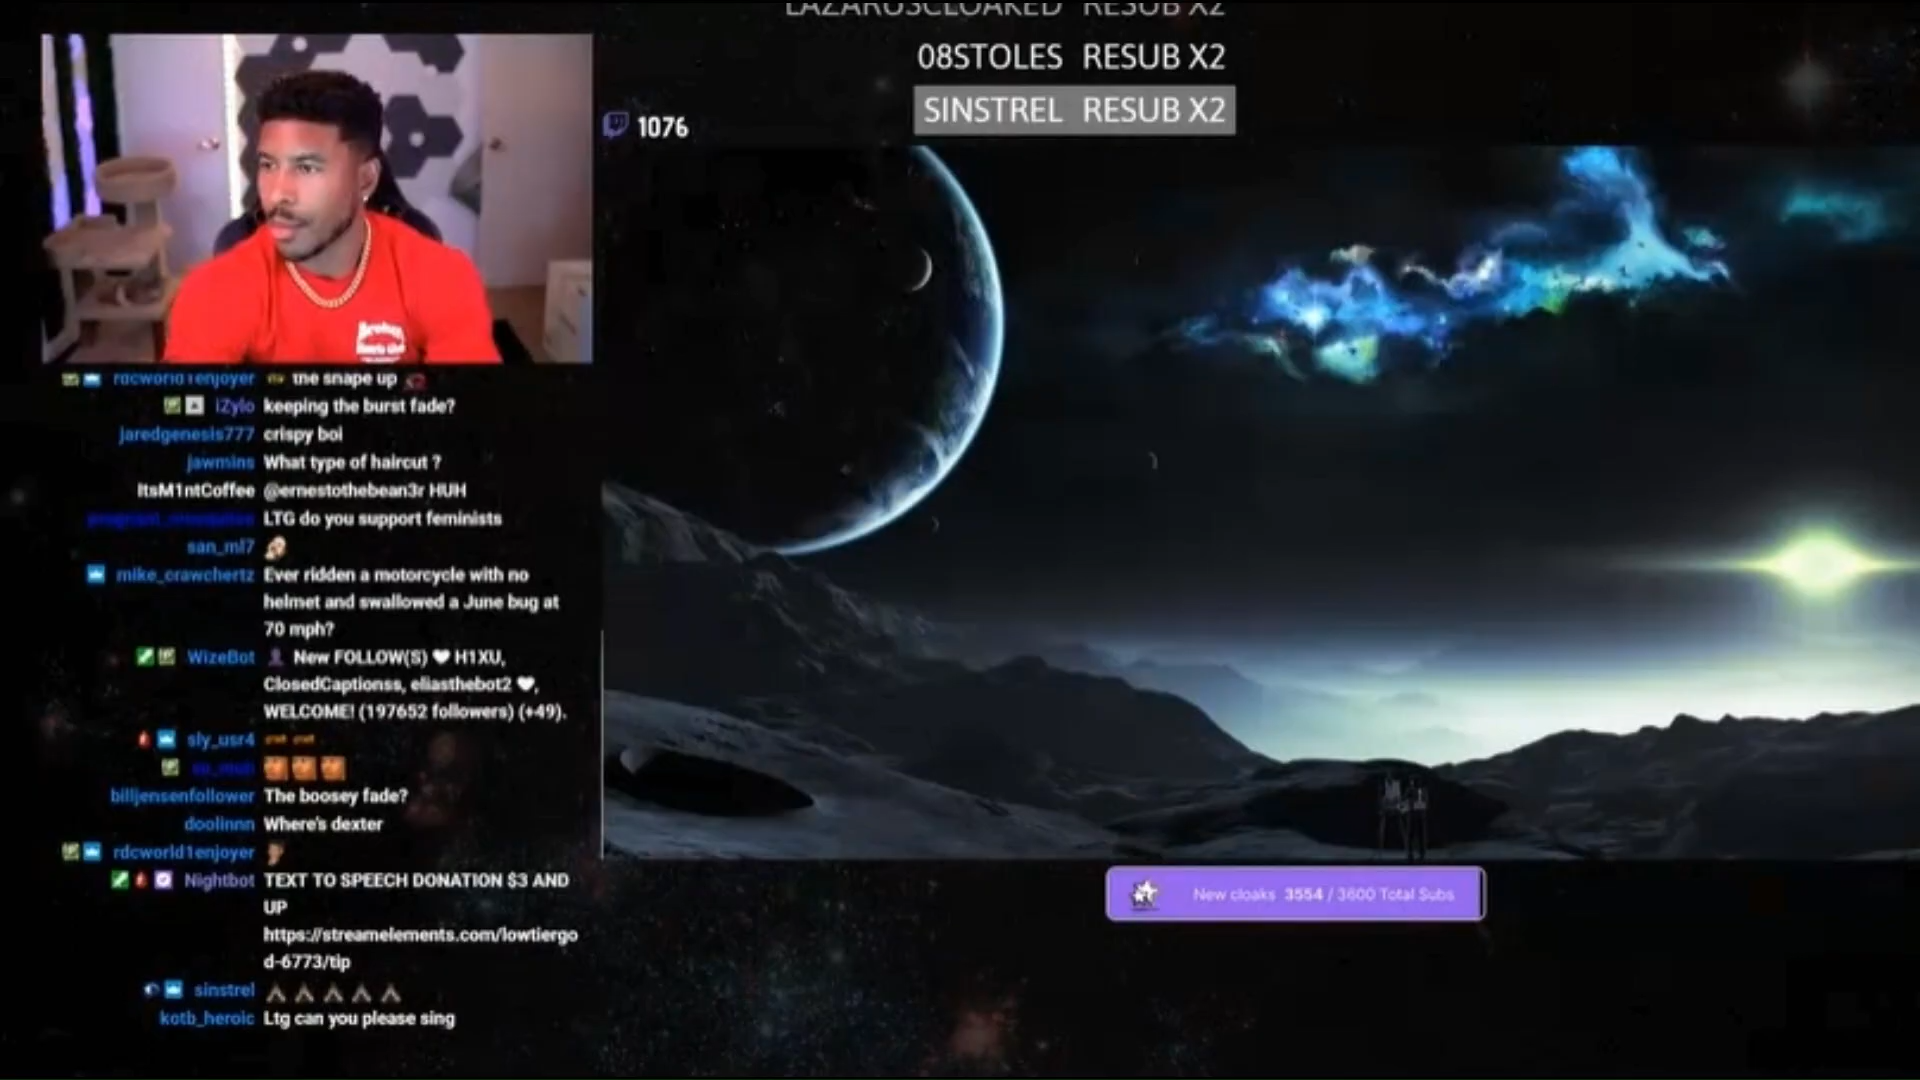 LAZARUSCLOAKED RESUB X2
08STOLES RESUB X2
SINSTREL RESUB X2
1076
rdcworld1enjoyer the shape up
iZylo keeping the burst fade?
jaredgenesis777 crispy boi
jawmins What type of haircut ?
ItsM1ntCoffee @ernestothebean3r HUH
LTG do you support feminists
san_ml7
mike_crawchertz Ever ridden a motorcycle with no
helmet and swallowed a June bug at
70 mph?
WizeBot New FOLLOW(S) ♥ H1XU,
ClosedCaptionss, eliasthebot2 ♥,
WELCOME! (197652 followers) (+49).
sly_usr4
billjensenfollower The boosey fade?
doolinnn Where's dexter
rdcworld1enjoyer
Nightbot TEXT TO SPEECH DONATION $3 AND
UP
https://streamelements.com/lowtiergo
d-6773/tip
sinstrel
kotb_heroic Ltg can you please sing
New cloaks 3554 / 3600 Total Subs